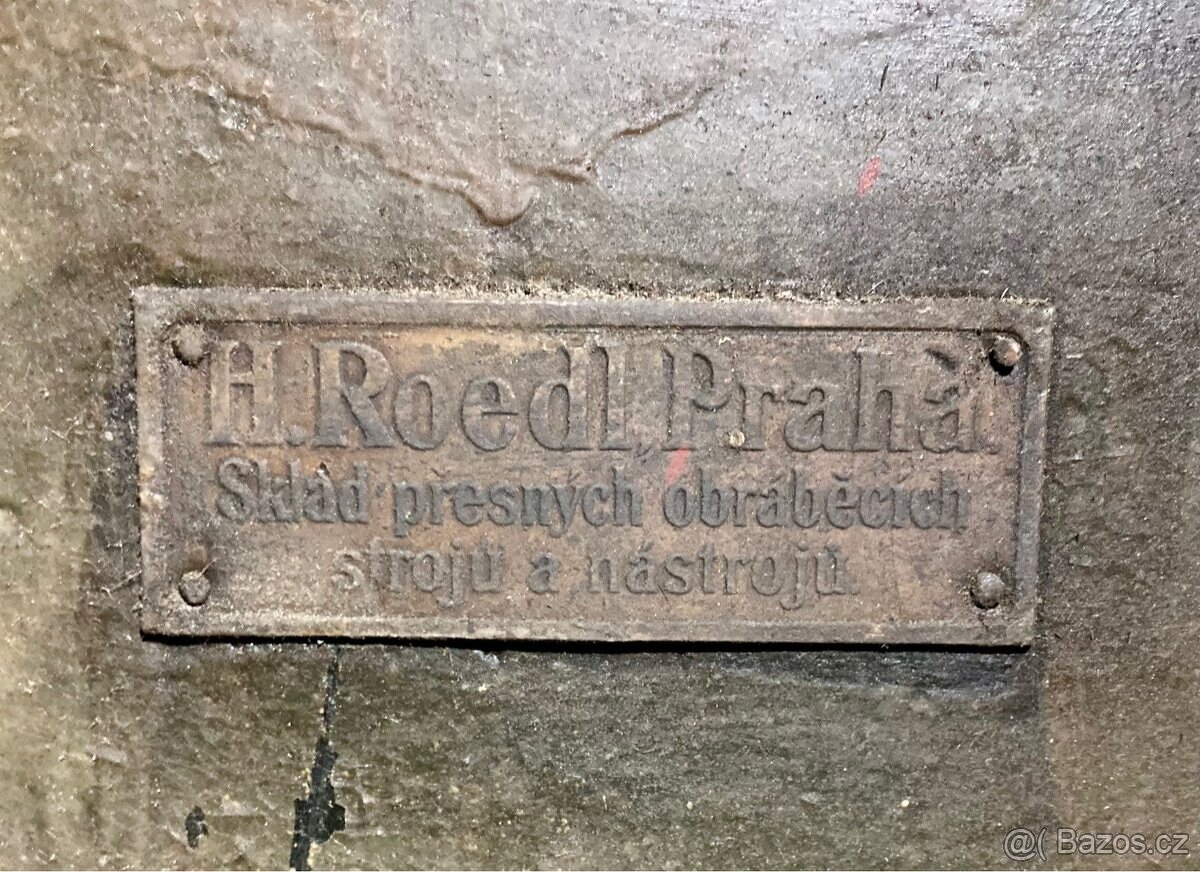 H. Roedl, Praha
Sklad přesných obráběcích
strojů a nástrojů.
@( Bazos.cz